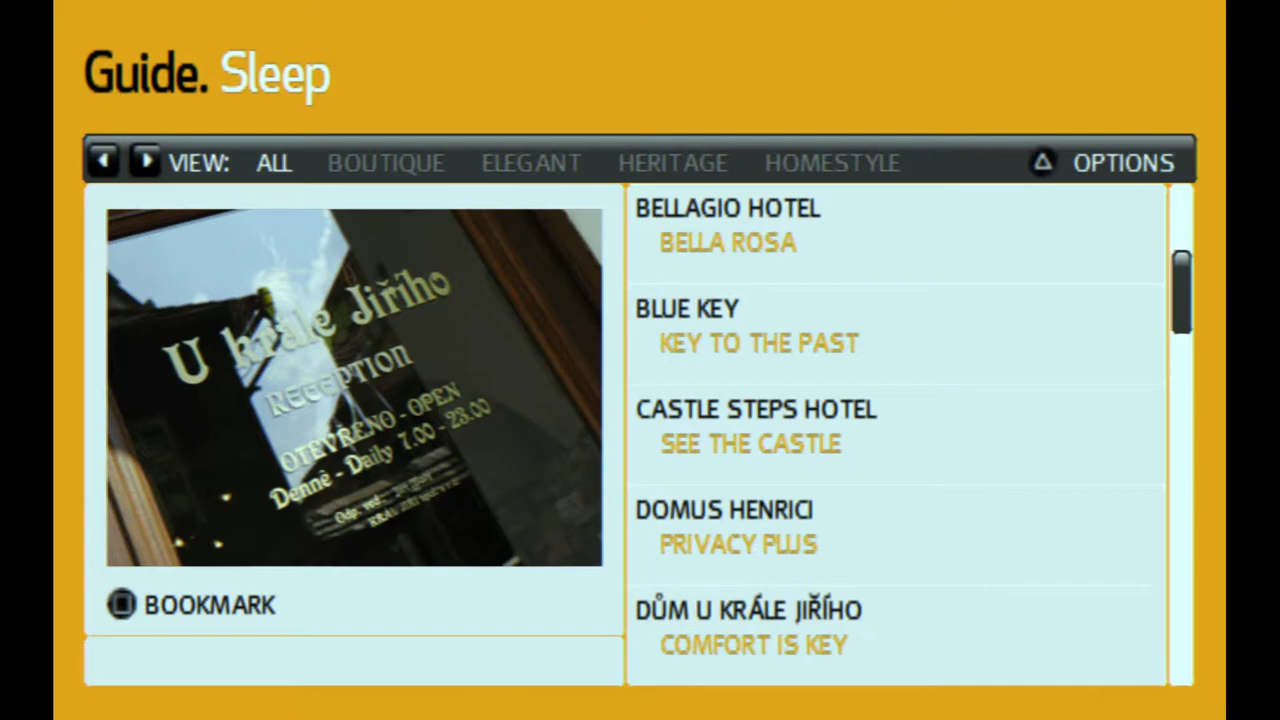 Guide. Sleep
VIEW: ALL BOUTIQUE ELEGANT HERITAGE HOMESTYLE OPTIONS
U krále Jiřího
RECEPTION
OTEVŘENO - OPEN
Denně - Daily 7.00 - 23.00
BOOKMARK
BELLAGIO HOTEL
BELLA ROSA
BLUE KEY
KEY TO THE PAST
CASTLE STEPS HOTEL
SEE THE CASTLE
DOMUS HENRICI
PRIVACY PLUS
DŮM U KRÁLE JIŘÍHO
COMFORT IS KEY